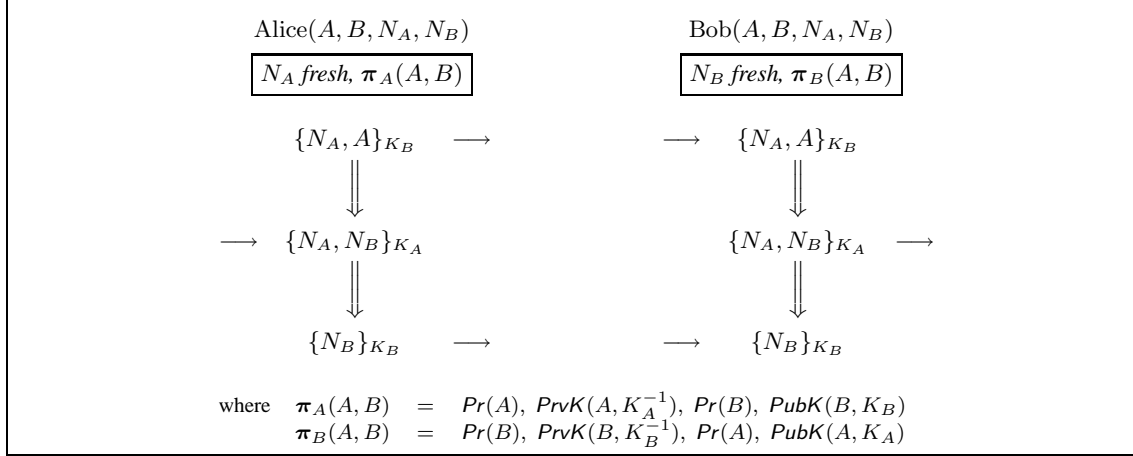 Alice(A, B, N_A, N_B) Bob(A, B, N_A, N_B)
N_A fresh, π_A(A, B) N_B fresh, π_B(A, B)
{N_A, A}_{K_B} ⟶ ⟶ {N_A, A}_{K_B}
⟶ {N_A, N_B}_{K_A} {N_A, N_B}_{K_A} ⟶
{N_B}_{K_B} ⟶ ⟶ {N_B}_{K_B}
where π_A(A, B) = Pr(A), PrvK(A, K_A^{-1}), Pr(B), PubK(B, K_B)
π_B(A, B) = Pr(B), PrvK(B, K_B^{-1}), Pr(A), PubK(A, K_A)